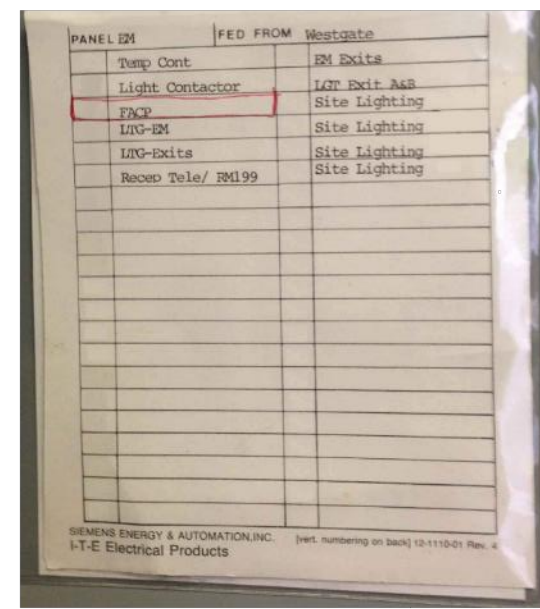 PANEL EM FED FROM Westgate
Temp Cont EM Exits
Light Contactor LGT Exit A&B
FACP Site Lighting
LTG-EM Site Lighting
LTG-Exits Site Lighting
Recep Tele/ RM199 Site Lighting
SIEMENS ENERGY & AUTOMATION,INC. [vert. numbering on back] 12-1110-01 Rev. 4
I-T-E Electrical Products